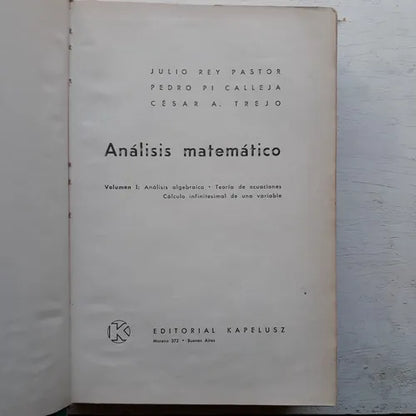 JULIO REY PASTOR
PEDRO PI CALLEJA
CÉSAR A. TREJO
Análisis matemático
Volumen I: Análisis algebraico • Teoría de ecuaciones
Cálculo infinitesimal de una variable
K EDITORIAL KAPELUSZ
Moreno 372 • Buenos Aires